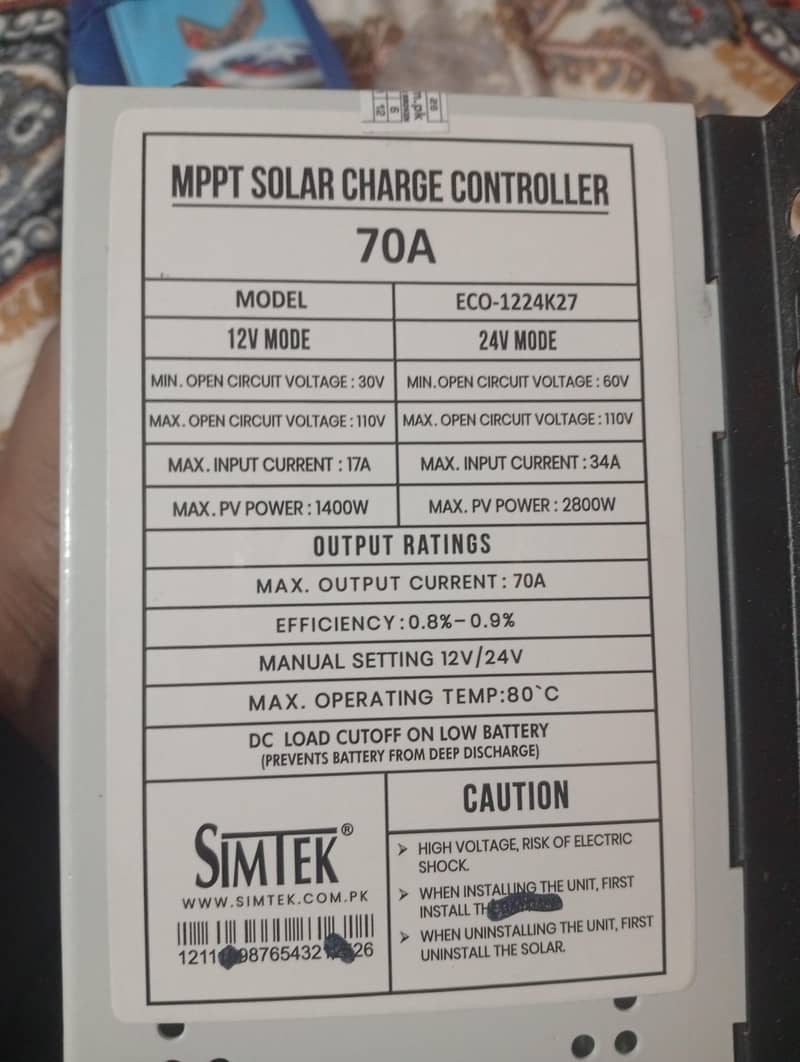 MPPT SOLAR CHARGE CONTROLLER
70A
MODEL
ECO-1224K27
12V MODE
24V MODE
MIN. OPEN CIRCUIT VOLTAGE : 30V
MIN. OPEN CIRCUIT VOLTAGE : 60V
MAX. OPEN CIRCUIT VOLTAGE : 110V
MAX. OPEN CIRCUIT VOLTAGE : 110V
MAX. INPUT CURRENT : 17A
MAX. INPUT CURRENT : 34A
MAX. PV POWER : 1400W
MAX. PV POWER : 2800W
OUTPUT RATINGS
MAX. OUTPUT CURRENT : 70A
EFFICIENCY : 0.8% – 0.9%
MANUAL SETTING 12V/24V
MAX. OPERATING TEMP:80`C
DC LOAD CUTOFF ON LOW BATTERY
(PREVENTS BATTERY FROM DEEP DISCHARGE)
SIMTEK®
WWW.SIMTEK.COM.PK
CAUTION
➢ HIGH VOLTAGE, RISK OF ELECTRIC
SHOCK.
➢ WHEN INSTALLING THE UNIT, FIRST
INSTALL
➢ WHEN UNINSTALLING THE UNIT, FIRST
UNINSTALL THE SOLAR.